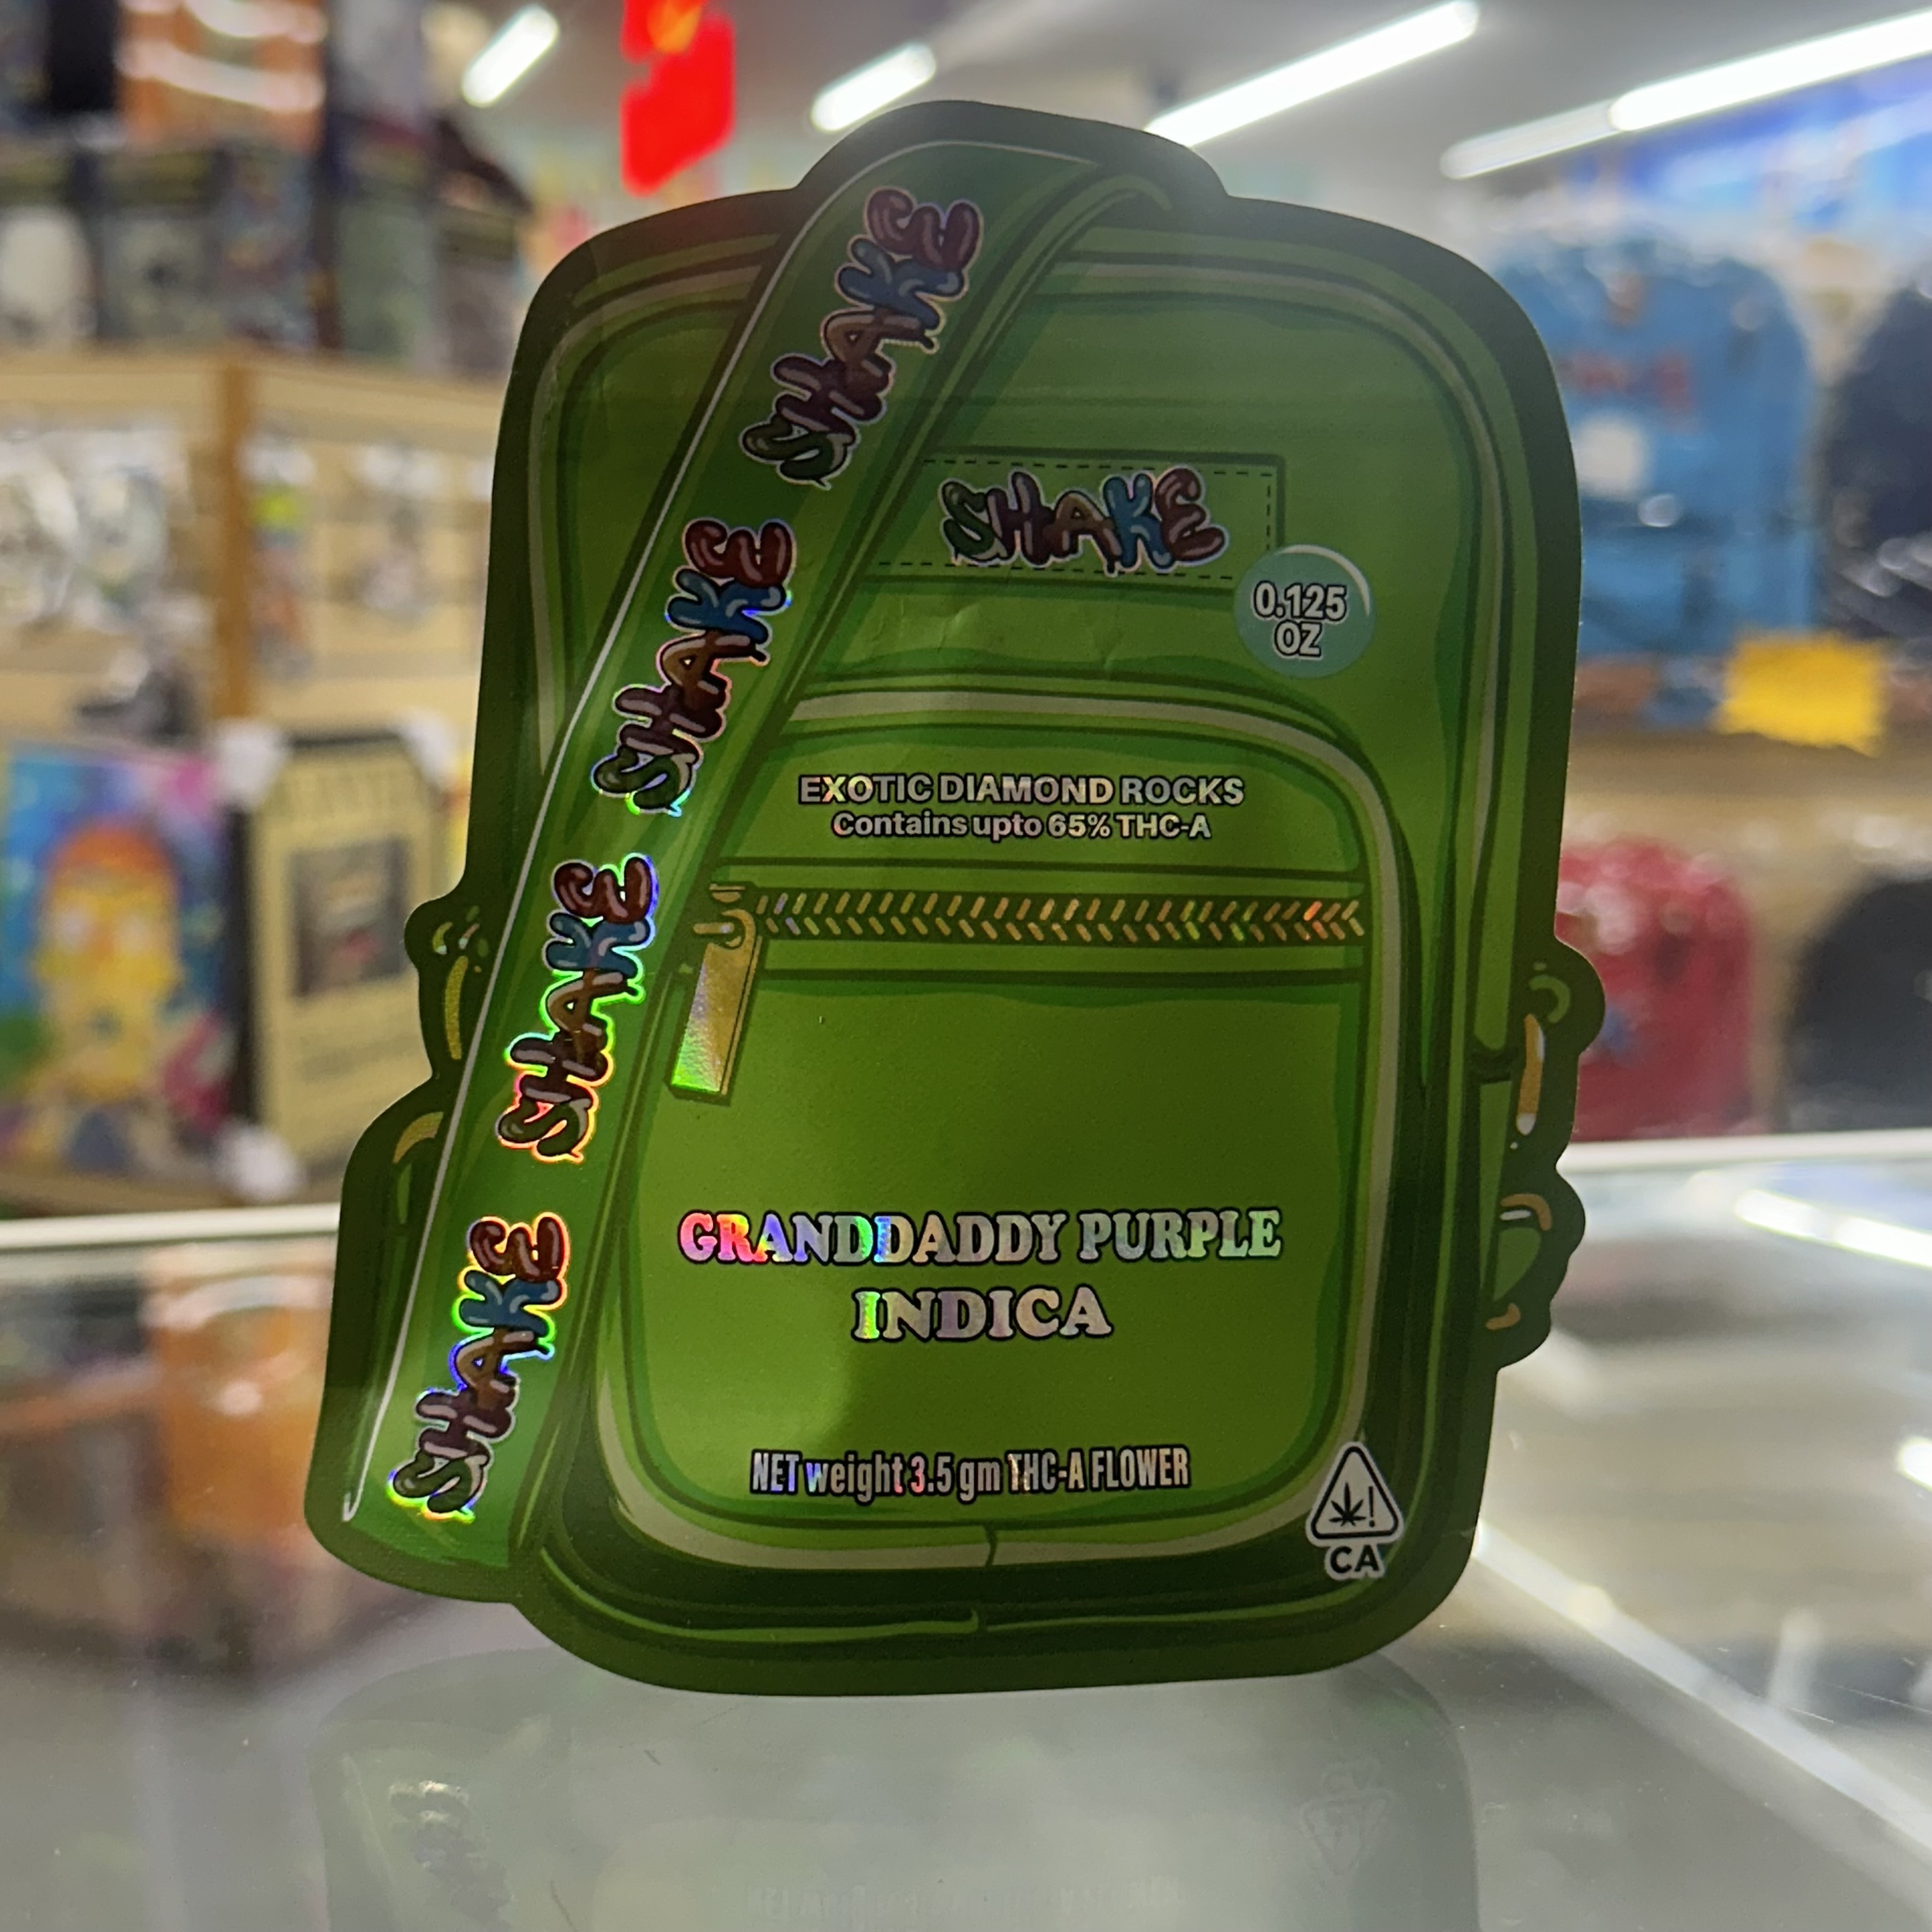 SHAKE
SHAKE
0.125
OZ
SHAKE
EXOTIC DIAMOND ROCKS
Contains upto 65% THC-A
SHAKE
GRANDDADDY PURPLE
INDICA
SHAKE
NET weight 3.5 gm THC-A FLOWER
!
CA